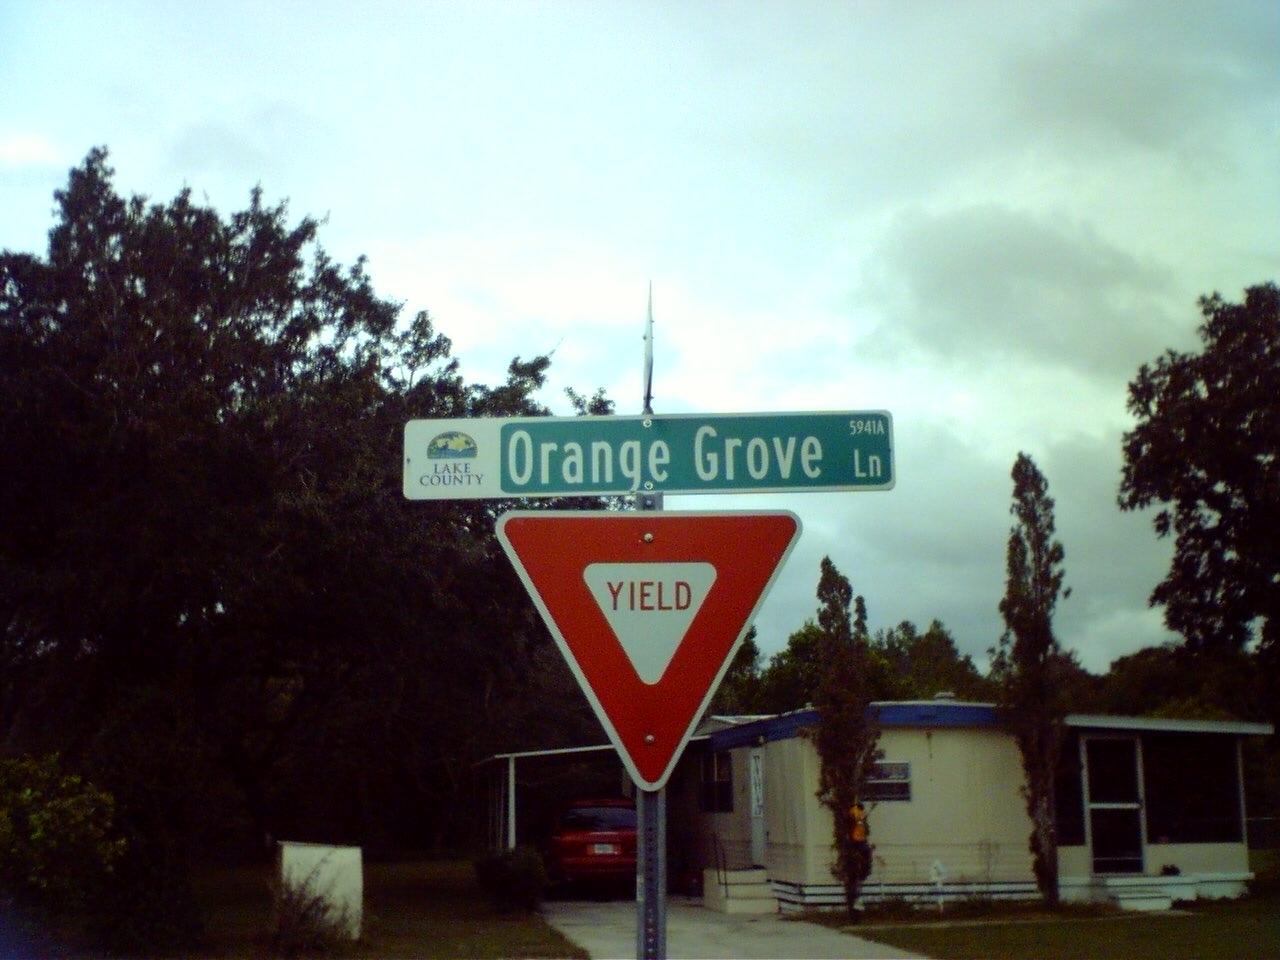 LAKE
COUNTY
Orange Grove
5941A
Ln
YIELD